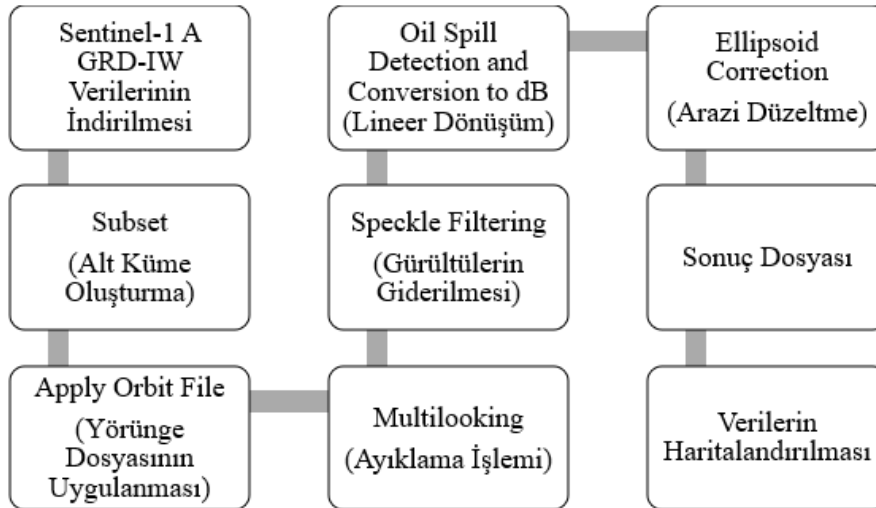 Sentinel-1 A
GRD-IW
Verilerinin
İndirilmesi
Subset
(Alt Küme
Oluşturma)
Apply Orbit File
(Yörünge
Dosyasının
Uygulanması)
Multilooking
(Ayıklama İşlemi)
Speckle Filtering
(Gürültülerin
Giderilmesi)
Oil Spill
Detection and
Conversion to dB
(Lineer Dönüşüm)
Ellipsoid
Correction
(Arazi Düzeltme)
Sonuç Dosyası
Verilerin
Haritalandırılması